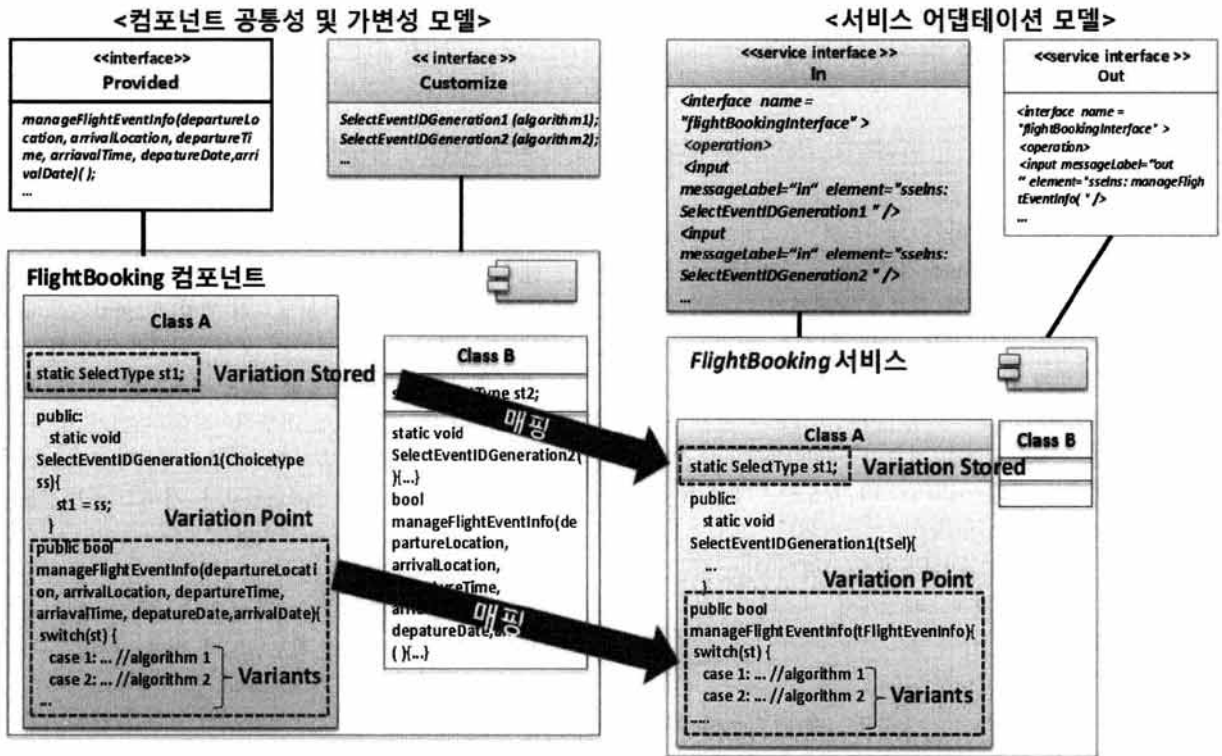 <컴포넌트 공통성 및 가변성 모델>
<<interface>>
Provided
manageFlightEventInfo(departureLo
cation, arrivalLocation, departureTi
me, arriavalTime, depatureDate,arri
valDate)( );
...
<< interface >>
Customize
SelectEventIDGeneration1 (algorithm1);
SelectEventIDGeneration2 (algorithm2);
...
FlightBooking 컴포넌트
Class A
static SelectType st1;
Variation Stored
public:
static void
SelectEventIDGeneration1(Choicetype
ss){
st1 = ss;
}
Variation Point
public bool
manageFlightEventInfo(departureLocati
on, arrivalLocation, departureTime,
arriavalTime, depatureDate,arrivalDate){
switch(st) {
case 1: ... //algorithm 1
case 2: ... //algorithm 2
Variants
...
Class B
st2;
static void
SelectEventIDGeneration2(
){...}
bool
manageFlightEventInfo(de
partureLocation,
arrivalLocation,
depatureDate,
( ){...}
매핑
매핑
<서비스 어댑테이션 모델>
<<service interface >>
In
<interface name =
"flightBookingInterface" >
<operation>
<input
messageLabel="in" element="sselns:
SelectEventIDGeneration1 " />
<input
messageLabel="in" element="sselns:
SelectEventIDGeneration2 " />
...
<<service interface>>
Out
<interface name =
"flightBookingInterface" >
<operation>
<input messageLabel="out
" element="sselns: manageFligh
tEventInfo( " />
...
FlightBooking 서비스
Class A
static SelectType st1;
Variation Stored
public:
static void
SelectEventIDGeneration1(tSel){
...
}
Variation Point
public bool
manageFlightEventInfo(tFlightEvenInfo){
switch(st) {
case 1: ... //algorithm 1
case 2: ... //algorithm 2
Variants
.....
Class B